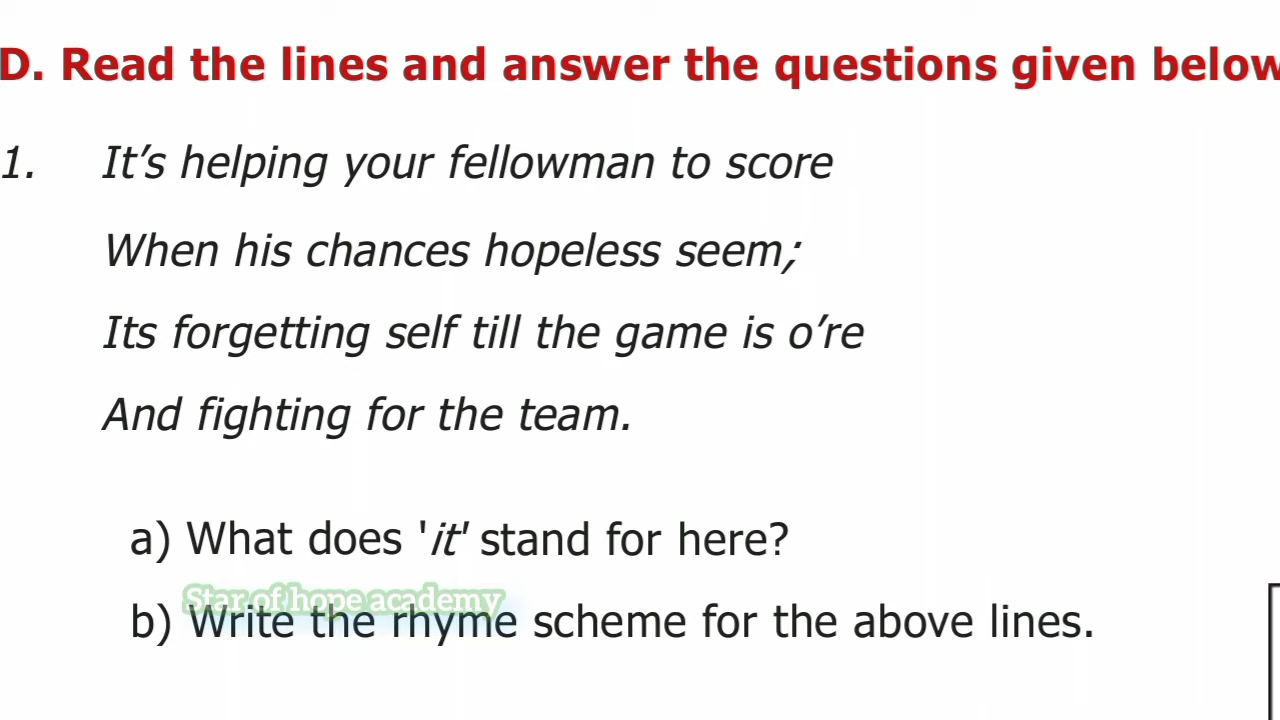 D. Read the lines and answer the questions given below
1. It’s helping your fellowman to score
When his chances hopeless seem;
Its forgetting self till the game is o’re
And fighting for the team.
a) What does 'it' stand for here?
Star of hope academy
b) Write the rhyme scheme for the above lines.